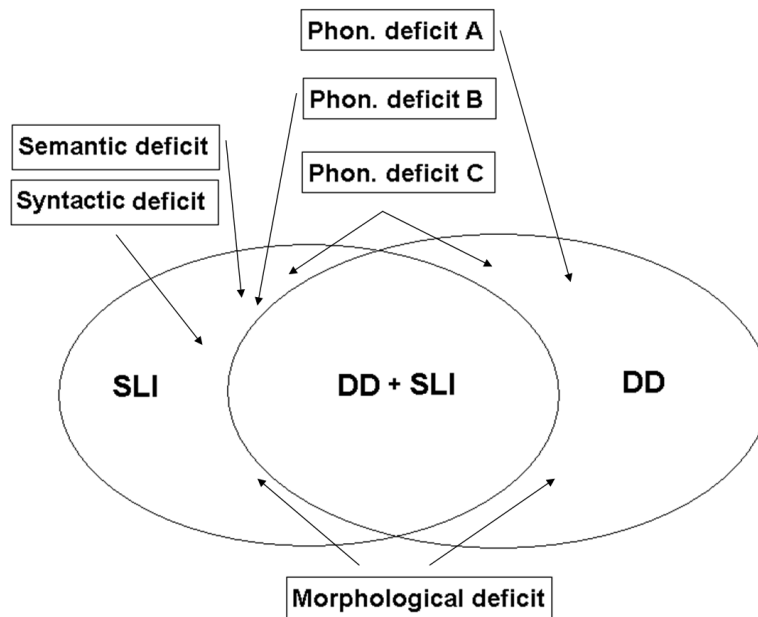 Phon. deficit A
Phon. deficit B
Semantic deficit
Phon. deficit C
Syntactic deficit
SLI
DD + SLI
DD
Morphological deficit